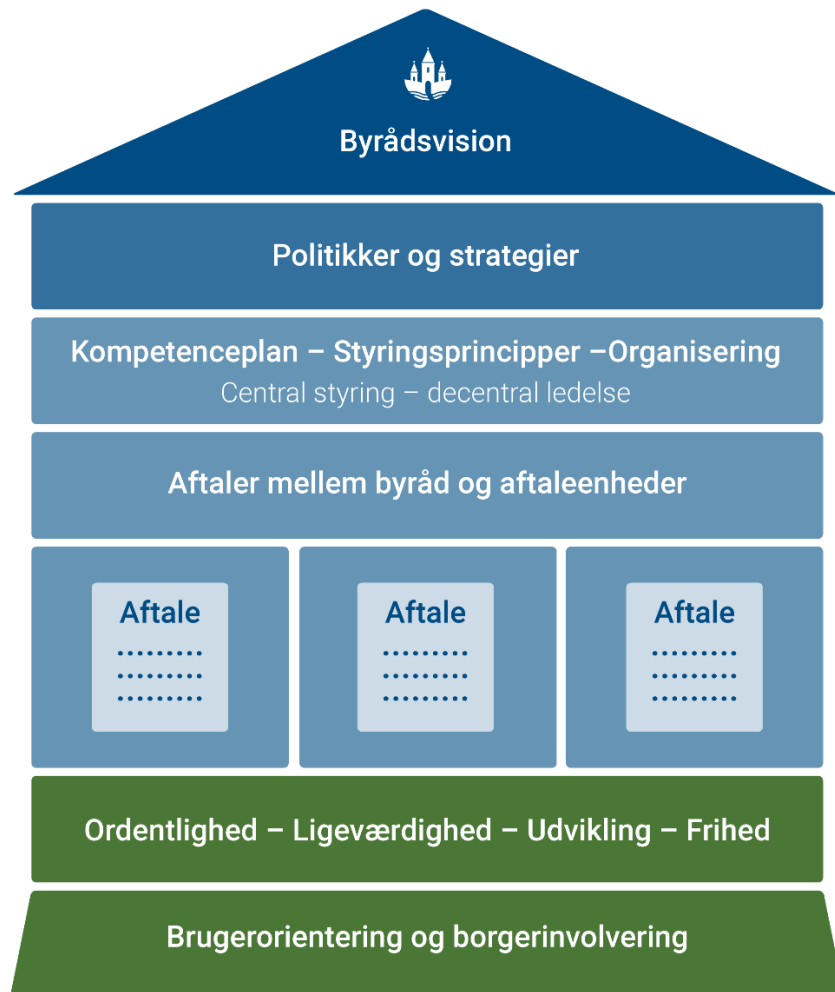 Byrådsvision
Politikker og strategier
Kompetenceplan – Styringsprincipper –Organisering
Central styring – decentral ledelse
Aftaler mellem byråd og aftaleenheder
Aftale
Aftale
Aftale
Ordentlighed – Ligeværdighed – Udvikling – Frihed
Brugerorientering og borgerinvolvering